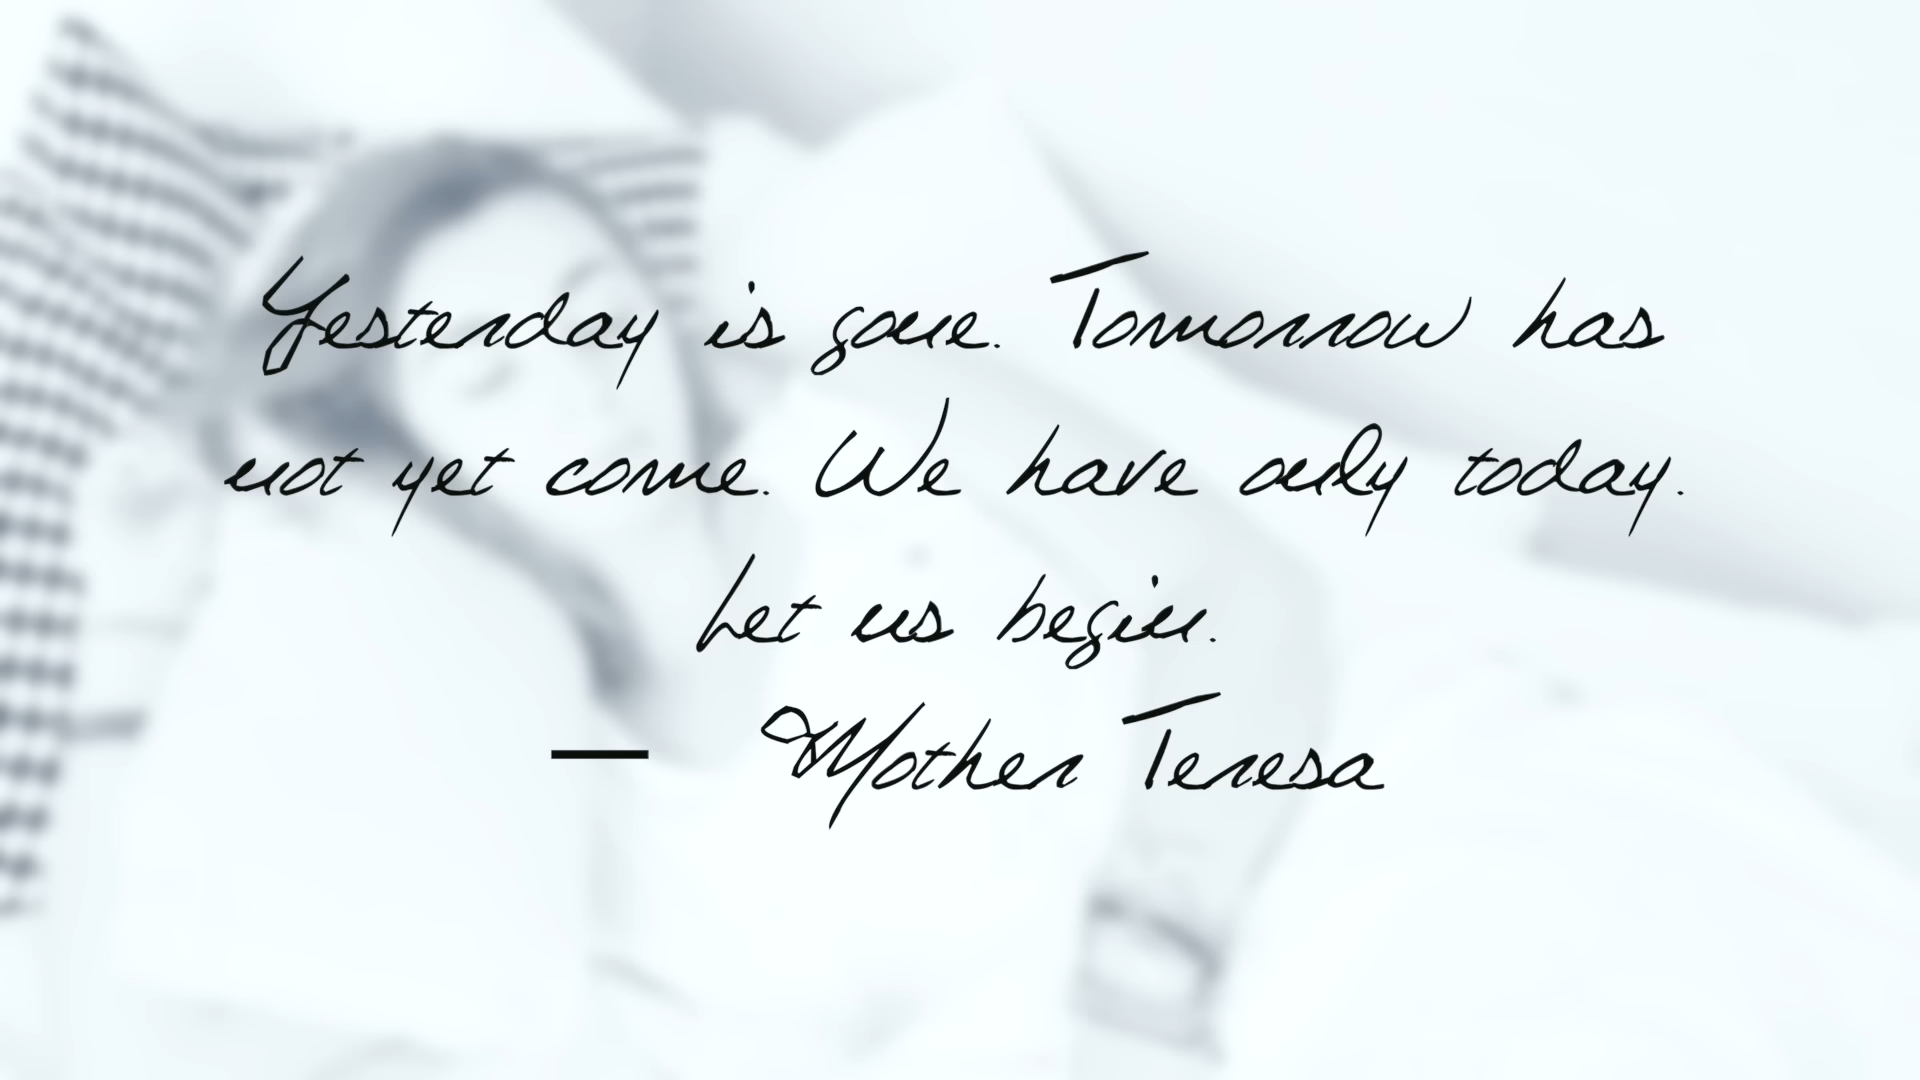 Yesterday is gone. Tomorrow has
not yet come. We have only today.
Let us begin.
— Mother Teresa